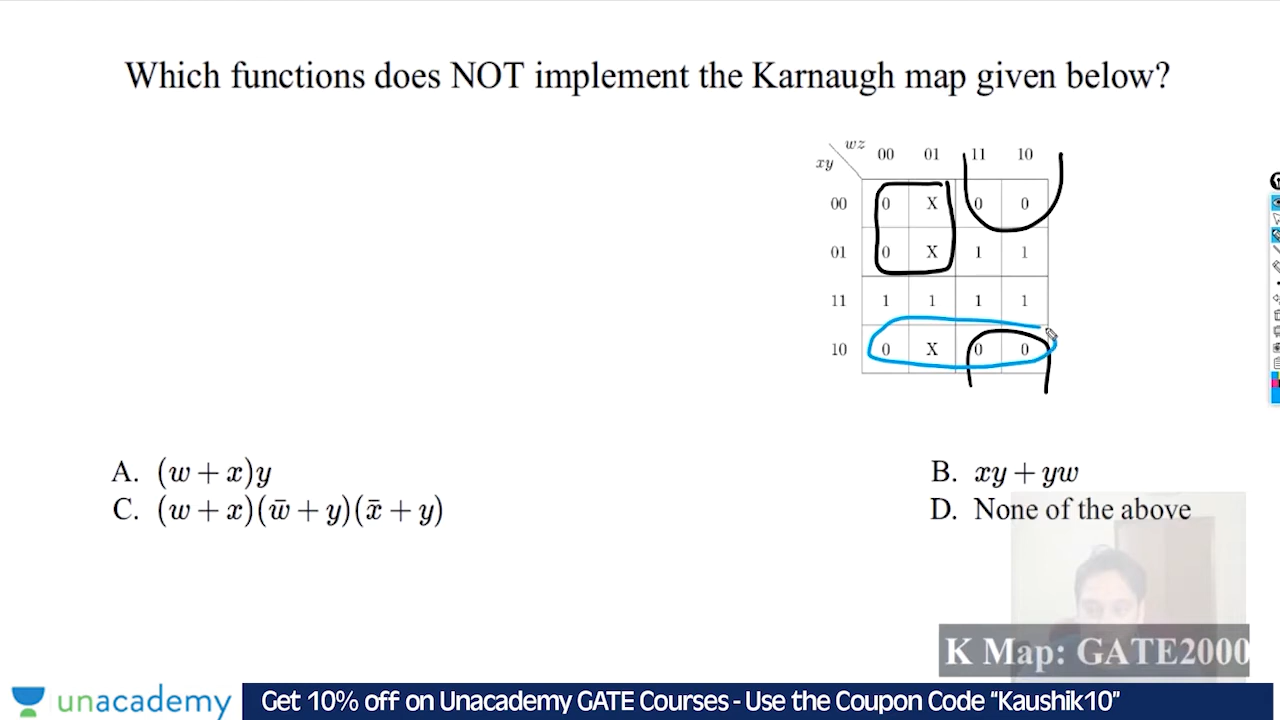 Which functions does NOT implement the Karnaugh map given below?
wz
xy
00 01 11 10
00 0 X 0 0
01 0 X 1 1
11 1 1 1 1
10 0 X 0 0
A. (w + x)y
B. xy + yw
C. (w + x)(w̄ + y)(x̄ + y)
D. None of the above
K Map: GATE2000
unacademy
Get 10% off on Unacademy GATE Courses - Use the Coupon Code "Kaushik10"